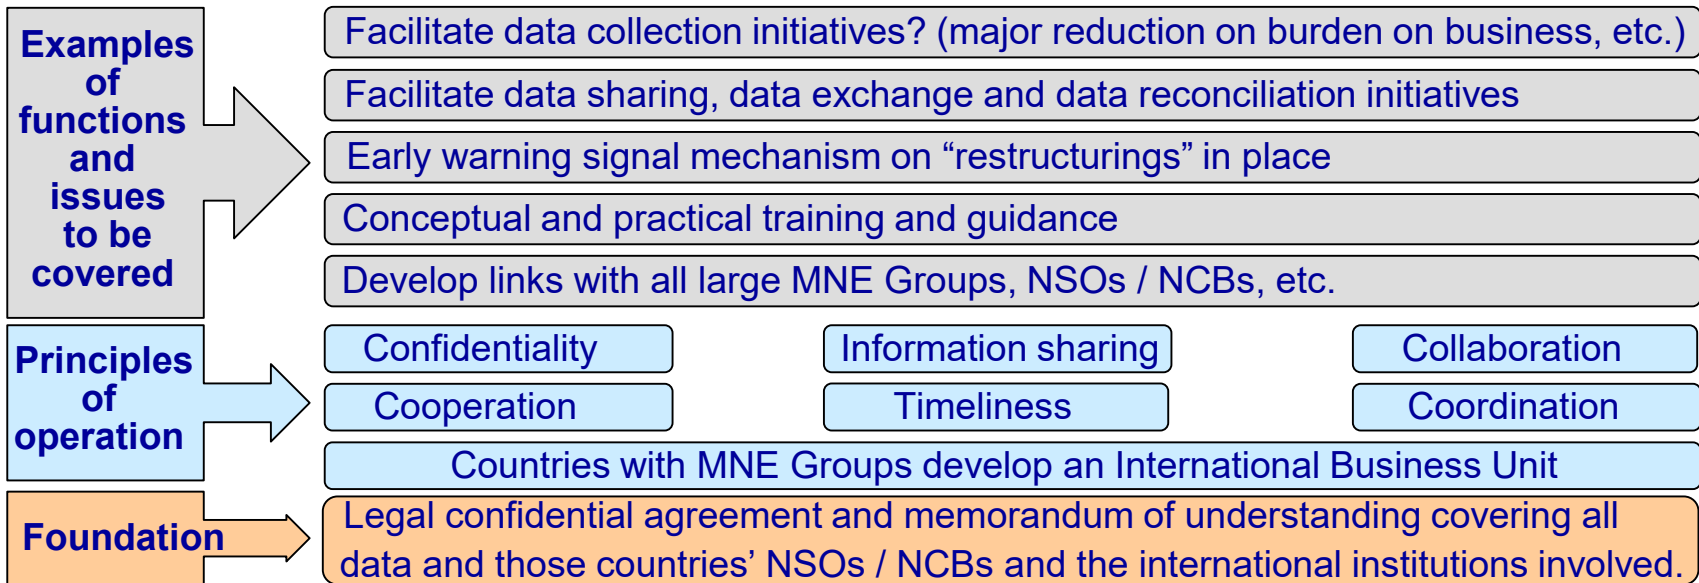 Examples
of
functions
and
issues
to be
covered
Facilitate data collection initiatives? (major reduction on burden on business, etc.)
Facilitate data sharing, data exchange and data reconciliation initiatives
Early warning signal mechanism on “restructurings” in place
Conceptual and practical training and guidance
Develop links with all large MNE Groups, NSOs / NCBs, etc.
Principles
of
operation
Confidentiality
Information sharing
Collaboration
Cooperation
Timeliness
Coordination
Countries with MNE Groups develop an International Business Unit
Foundation
Legal confidential agreement and memorandum of understanding covering all
data and those countries’ NSOs / NCBs and the international institutions involved.